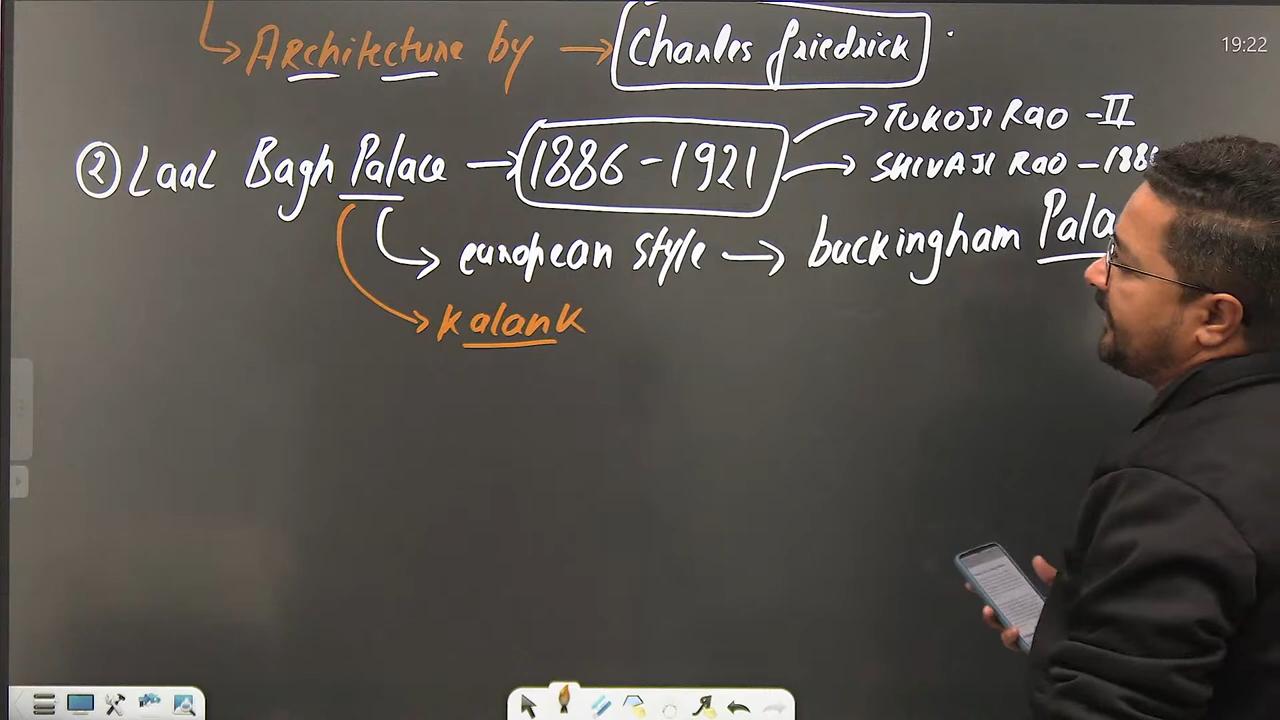 19:22
Architecture by → Charles friedrick
② Laal Bagh Palace → 1886-1921 → TUKOJI RAO -II
→ SHIVAJI RAO - 188
→ european style → buckingham Pala
→ Kalank